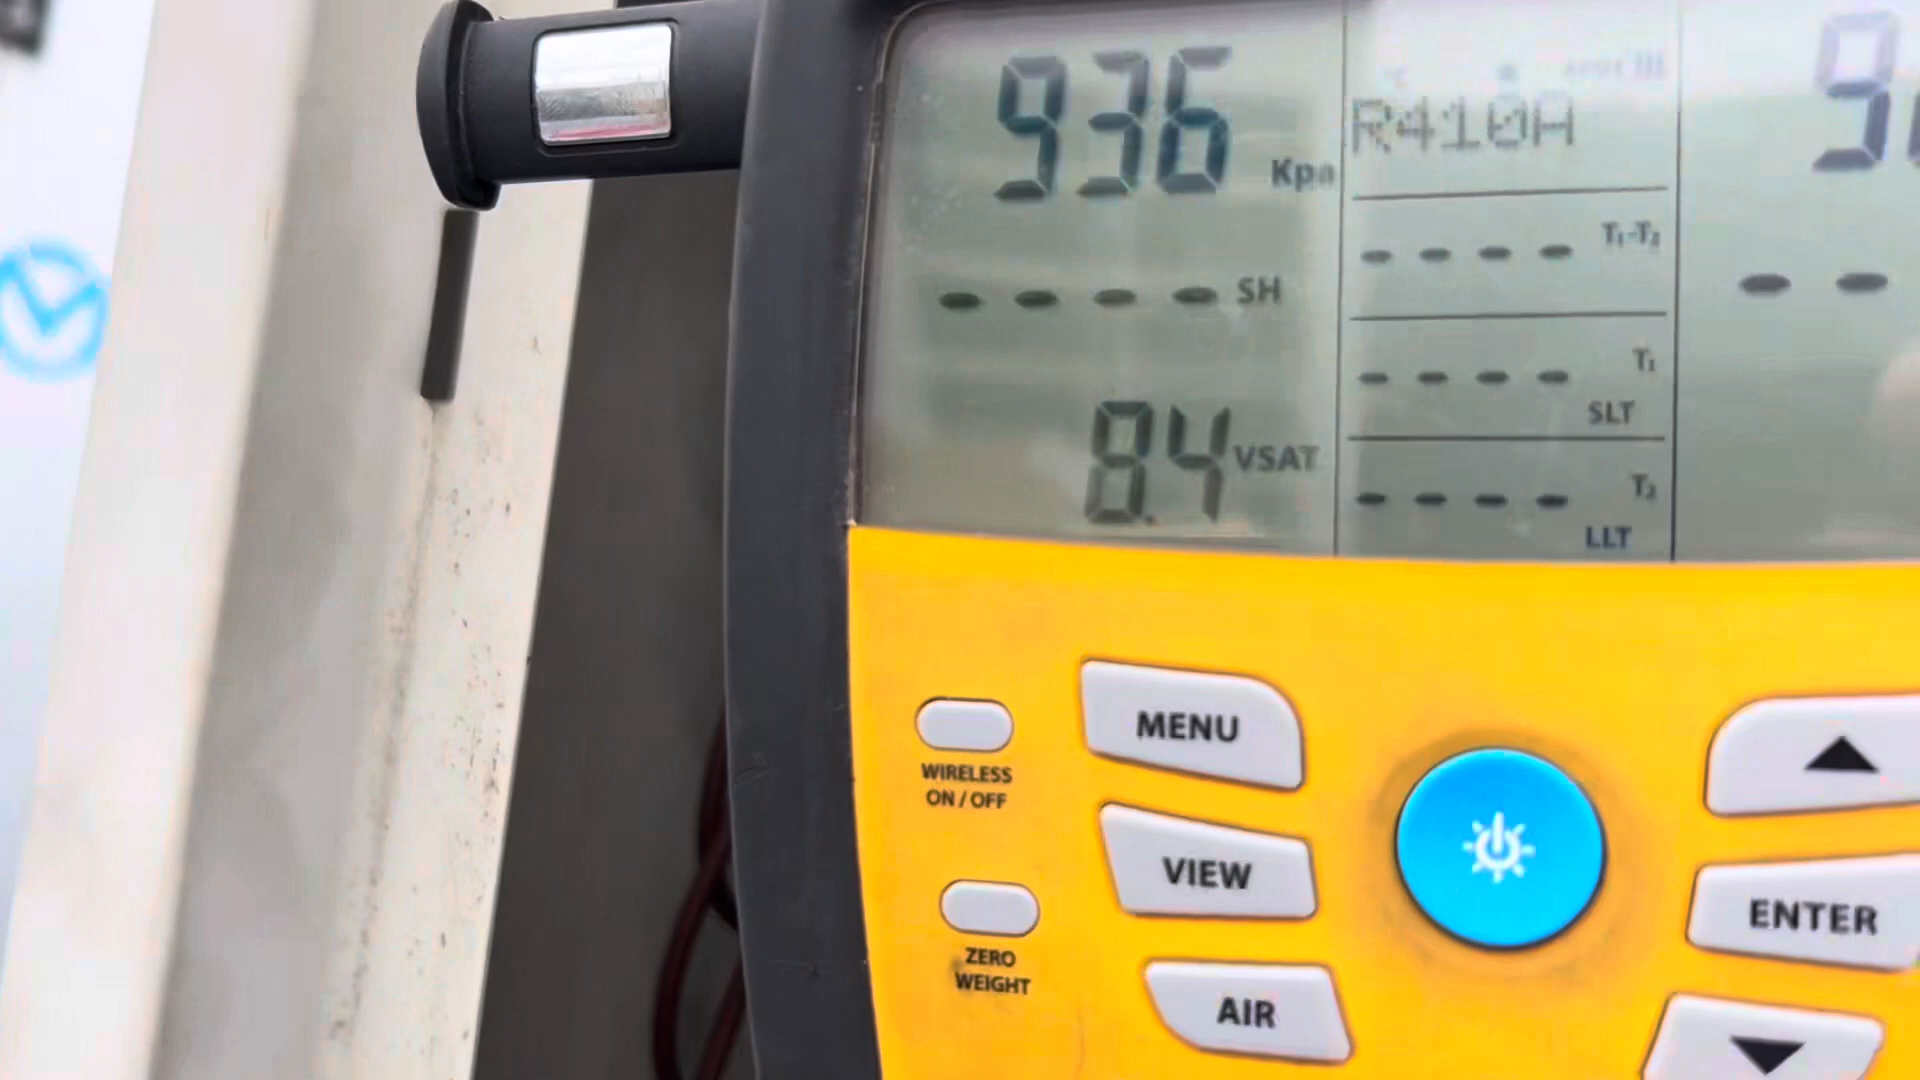 936 Kpa
R410A
T₁-T₂
---- SH
----
----
T₁
----
SLT
8.4 VSAT
T₂
----
LLT
MENU
WIRELESS
ON / OFF
VIEW
ENTER
ZERO
WEIGHT
AIR